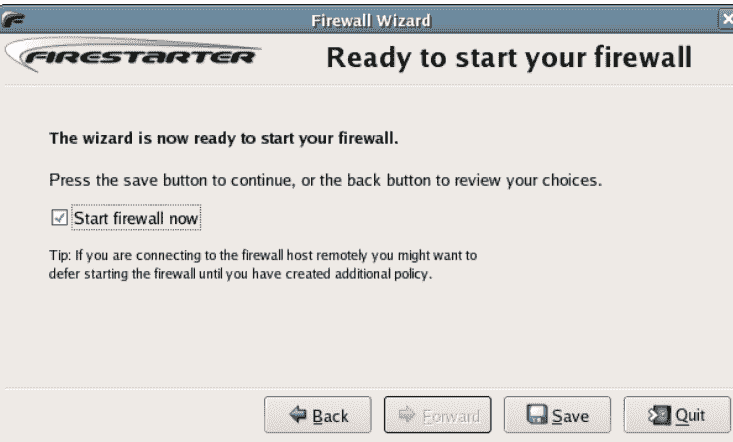 Firewall Wizard
FIRESTARTER
Ready to start your firewall
The wizard is now ready to start your firewall.
Press the save button to continue, or the back button to review your choices.
Start firewall now
Tip: If you are connecting to the firewall host remotely you might want to
defer starting the firewall until you have created additional policy.
Back
Forward
Save
Quit